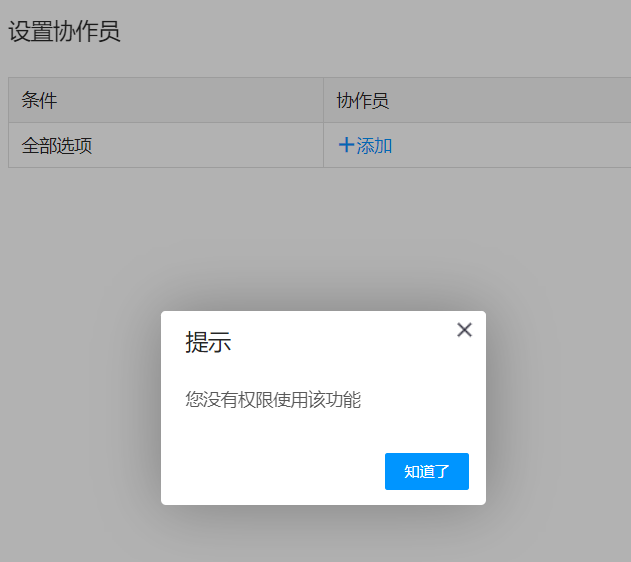 设置协作员
条件 协作员
全部选项 +添加
提示
您没有权限使用该功能
知道了